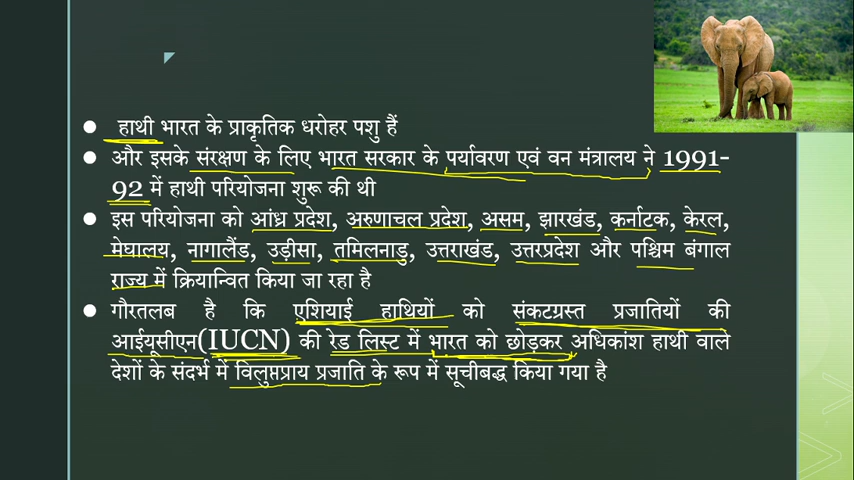 हाथी भारत के प्राकृतिक धरोहर पशु हैं
और इसके संरक्षण के लिए भारत सरकार के पर्यावरण एवं वन मंत्रालय ने 1991-
92 में हाथी परियोजना शुरू की थी
इस परियोजना को आंध्र प्रदेश, अरुणाचल प्रदेश, असम, झारखंड, कर्नाटक, केरल,
मेघालय, नागालैंड, उड़ीसा, तमिलनाडु, उत्तराखंड, उत्तरप्रदेश और पश्चिम बंगाल
राज्य में क्रियान्वित किया जा रहा है
गौरतलब है कि एशियाई हाथियों को संकटग्रस्त प्रजातियों की
आईयूसीएन(IUCN) की रेड लिस्ट में भारत को छोड़कर अधिकांश हाथी वाले
देशों के संदर्भ में विलुप्तप्राय प्रजाति के रूप में सूचीबद्ध किया गया है